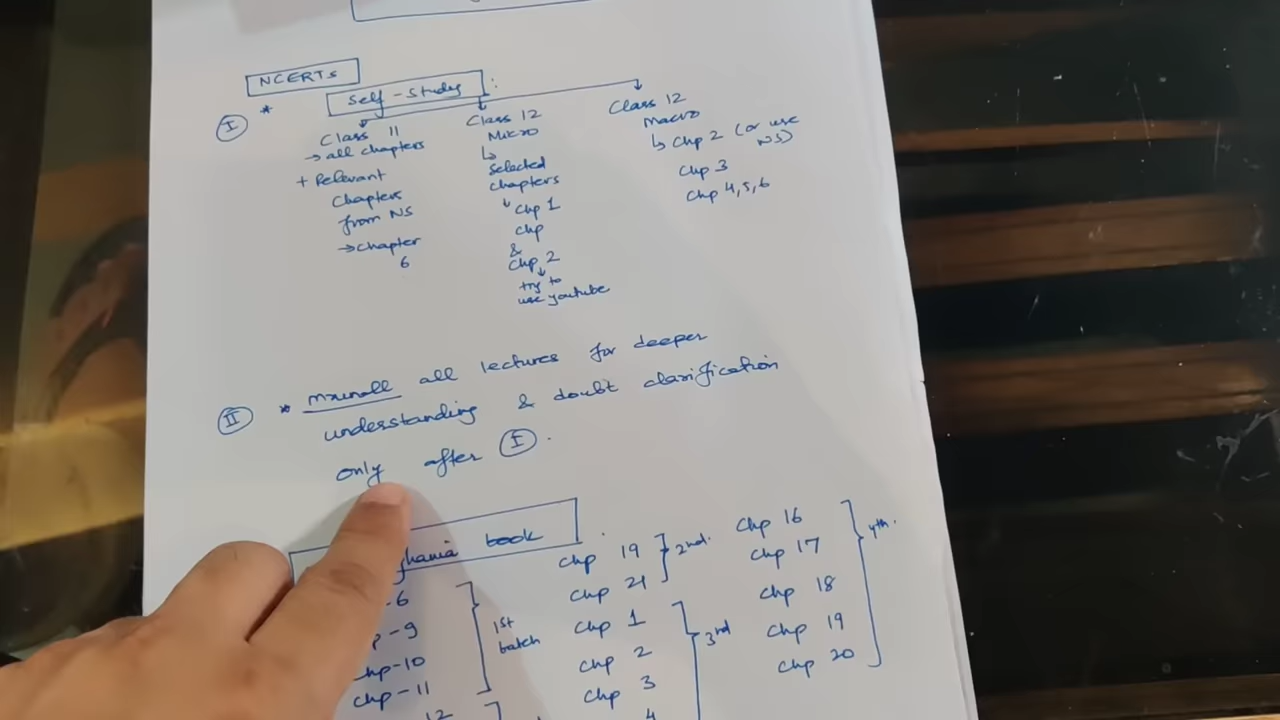 NCERTs
I * Self-Study :
Class 11
→ all chapters
+ Relevant
Chapters
from NS
→ Chapter
6
Class 12
Micro
↳
Selected
chapters
↓ Chp 1
Chp
&
Chp 2
↓
try to
use youtube
Class 12
Macro
↳ Chp 2 (or use
NS)
Chp 3
Chp 4,5,6
II * mrunall all lectures for deeper
understanding & doubt clarification
only after I.
book
-6
-9
chp-10
chp-11
12
1st
batch
Chp 19
Chp 21
2nd.
Chp 1
Chp 2
Chp 3
4
3rd
Chp 16
Chp 17
Chp 18
Chp 19
Chp 20
4th.